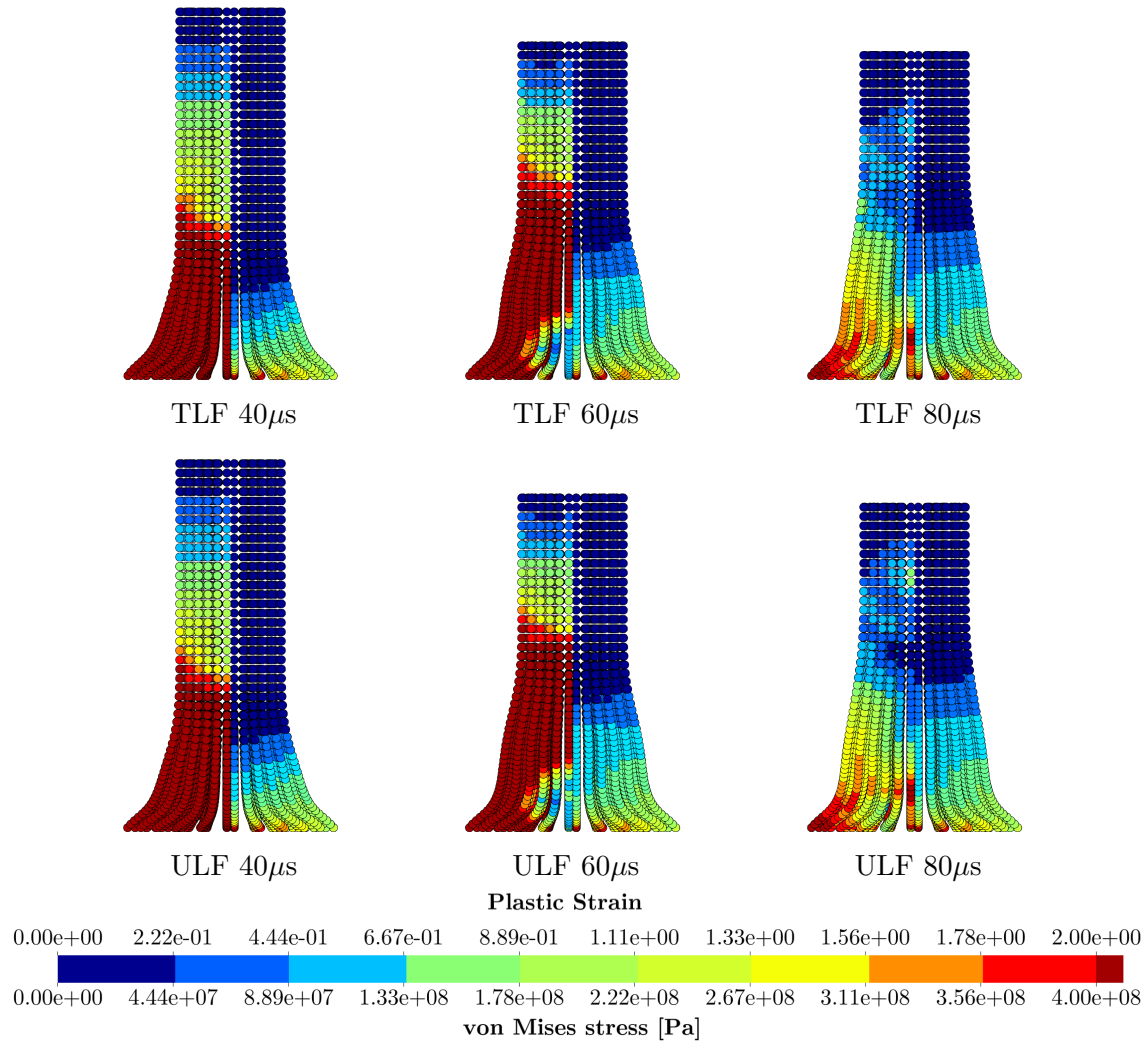 TLF 40μs TLF 60μs TLF 80μs
ULF 40μs ULF 60μs ULF 80μs
Plastic Strain
0.00e+00 2.22e-01 4.44e-01 6.67e-01 8.89e-01 1.11e+00 1.33e+00 1.56e+00 1.78e+00 2.00e+00
0.00e+00 4.44e+07 8.89e+07 1.33e+08 1.78e+08 2.22e+08 2.67e+08 3.11e+08 3.56e+08 4.00e+08
von Mises stress [Pa]